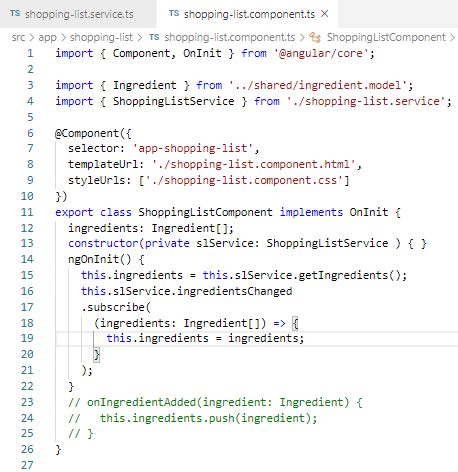 TS shopping-list.service.ts TS shopping-list.component.ts ×
src > app > shopping-list > TS shopping-list.component.ts > ShoppingListComponent >
1 import { Component, OnInit } from '@angular/core';
2
3 import { Ingredient } from '../shared/ingredient.model';
4 import { ShoppingListService } from './shopping-list.service';
5
6 @Component({
7   selector: 'app-shopping-list',
8   templateUrl: './shopping-list.component.html',
9   styleUrls: ['./shopping-list.component.css']
10 })
11 export class ShoppingListComponent implements OnInit {
12   ingredients: Ingredient[];
13   constructor(private slService: ShoppingListService ) { }
14   ngOnInit() {
15     this.ingredients = this.slService.getIngredients();
16     this.slService.ingredientsChanged
17     .subscribe(
18       (ingredients: Ingredient[]) => {
19         this.ingredients = ingredients;
20       }
21     );
22   }
23   // onIngredientAdded(ingredient: Ingredient) {
24   //   this.ingredients.push(ingredient);
25   // }
26 }
27